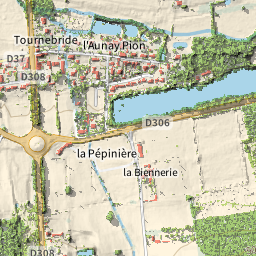 Tournebride
l'Aunay Pion
D37
D308
D306
la Pépinière
la Biennerie
D308